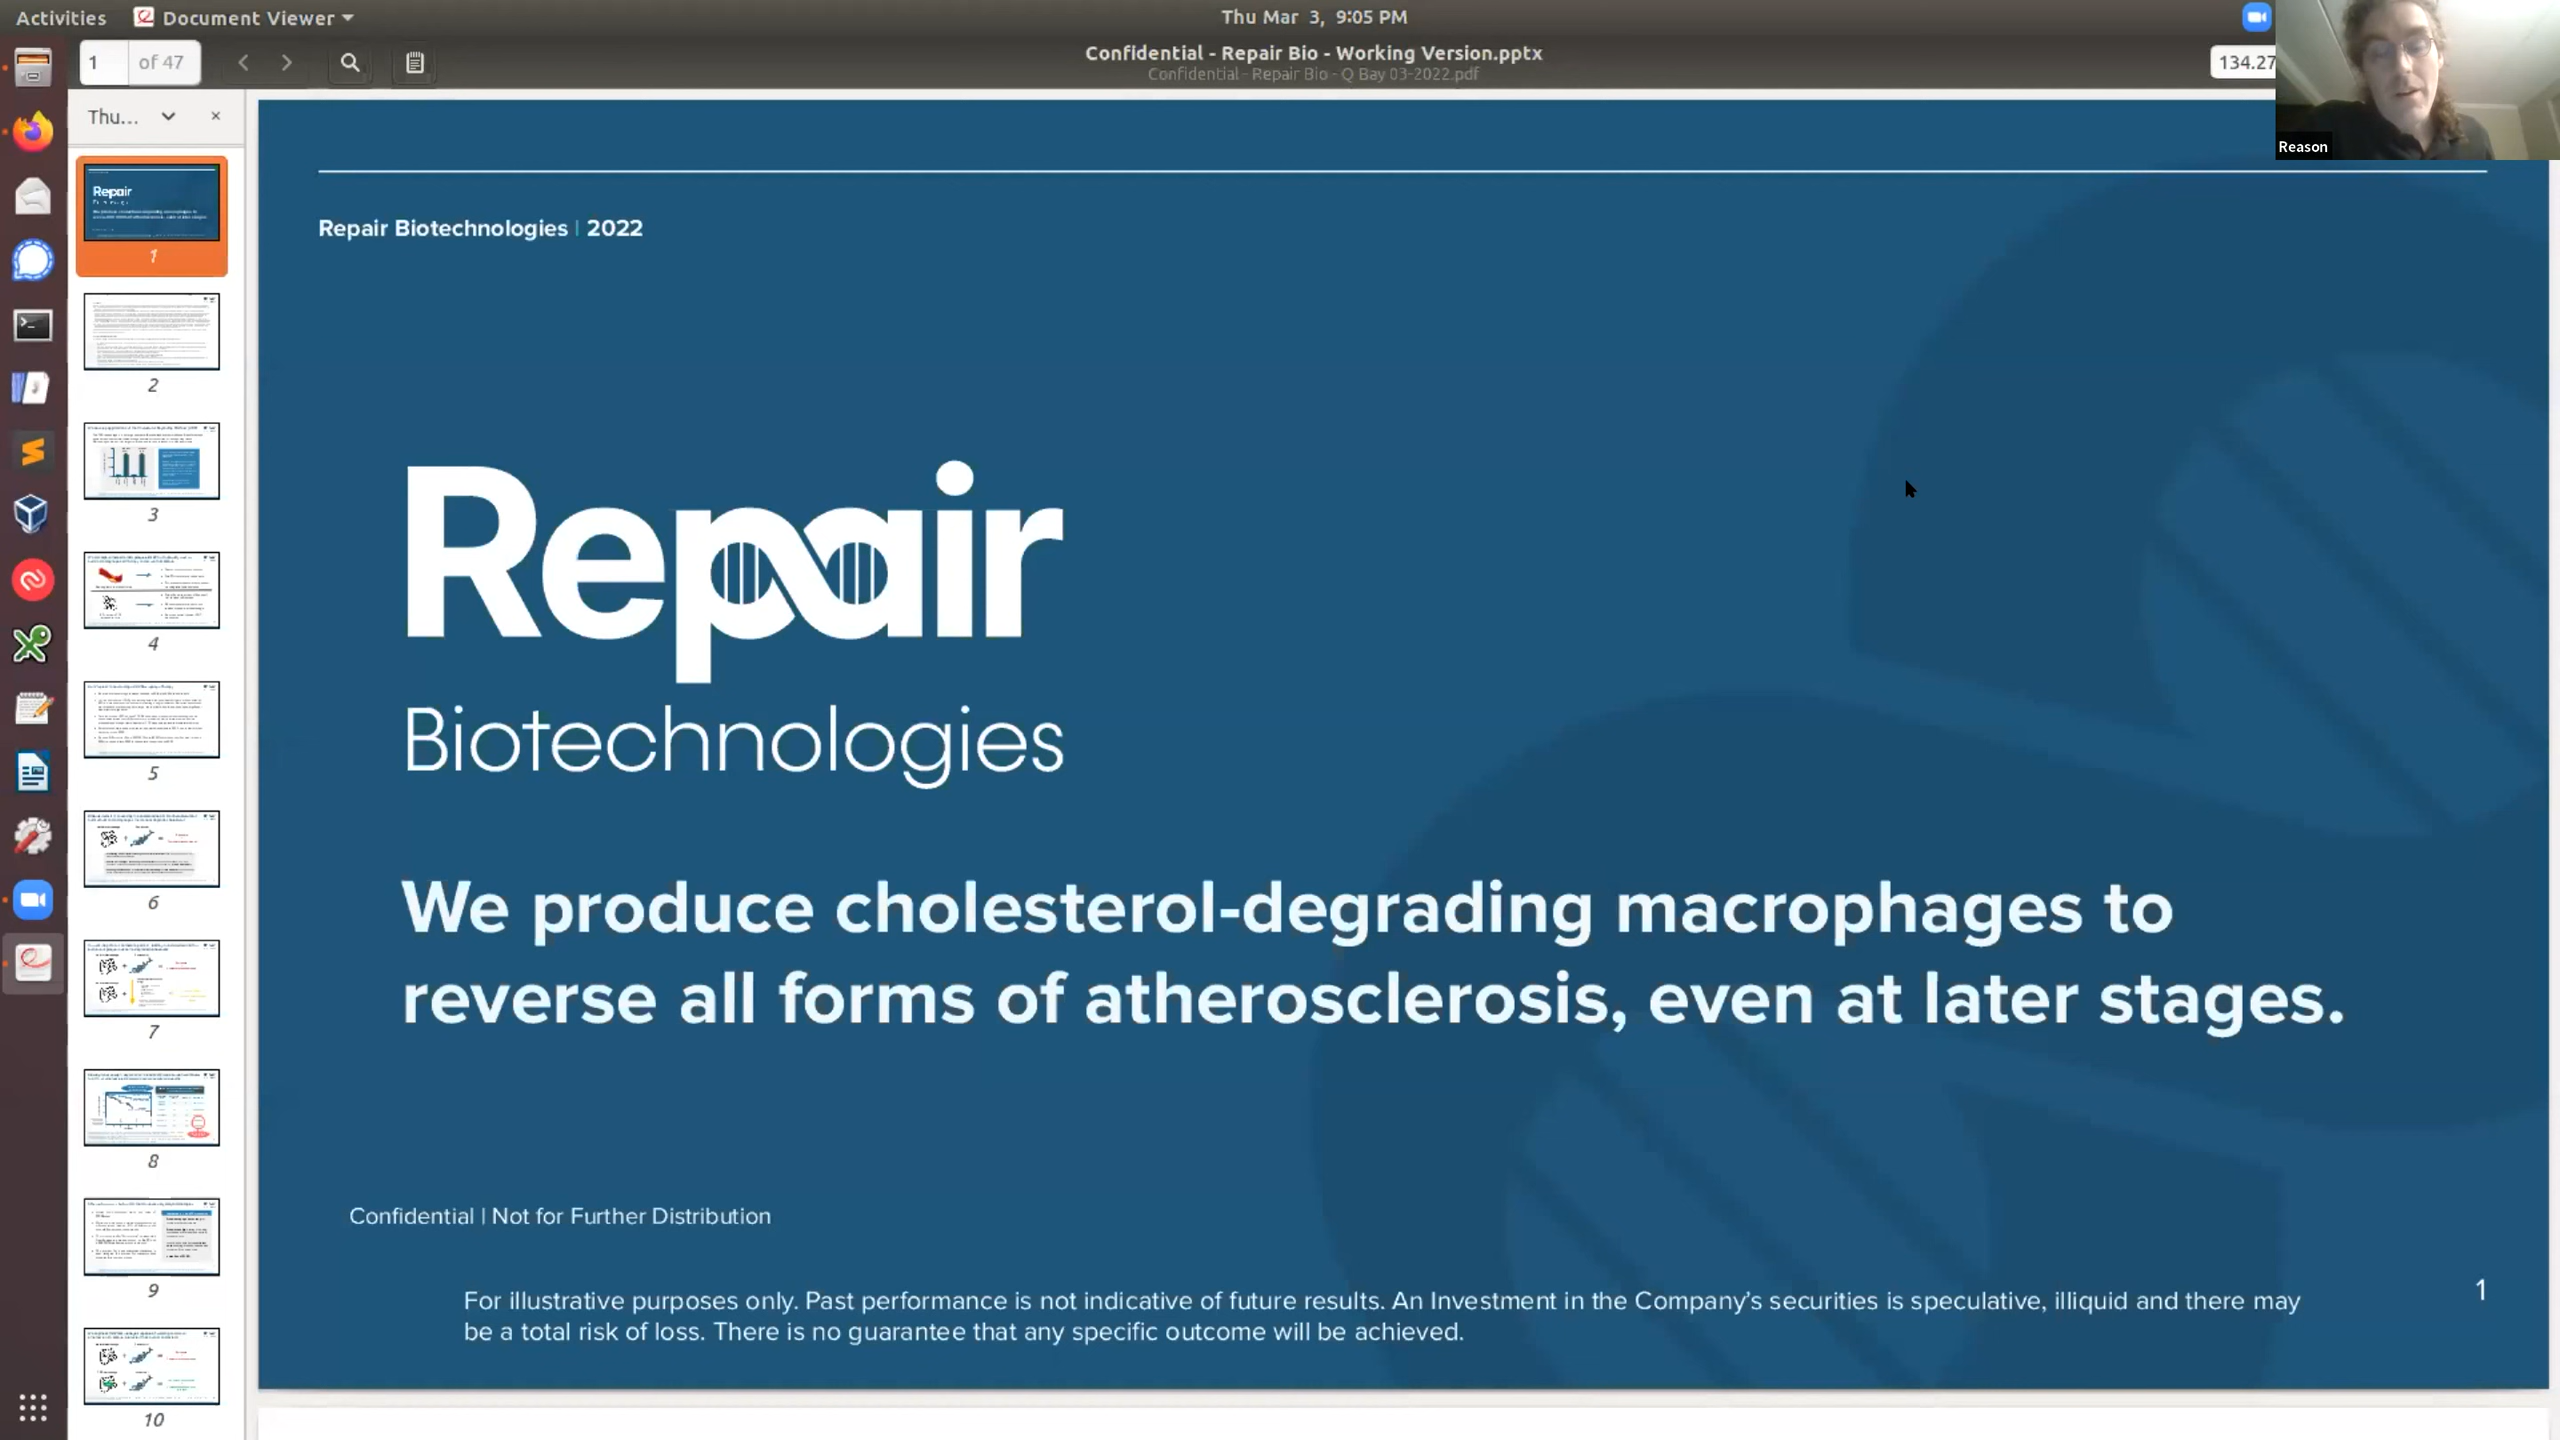 Activities Document Viewer Thu Mar 3, 9:05 PM
1 of 47 Confidential - Repair Bio - Working Version.pptx 134.27
Confidential - Repair Bio - Q Bay 03-2022.pdf
Reason
Thu...
1
2
3
4
5
6
7
8
9
10
Repair Biotechnologies | 2022
Repair
Biotechnologies
We produce cholesterol-degrading macrophages to
reverse all forms of atherosclerosis, even at later stages.
Confidential | Not for Further Distribution
For illustrative purposes only. Past performance is not indicative of future results. An Investment in the Company's securities is speculative, illiquid and there may
be a total risk of loss. There is no guarantee that any specific outcome will be achieved.
1